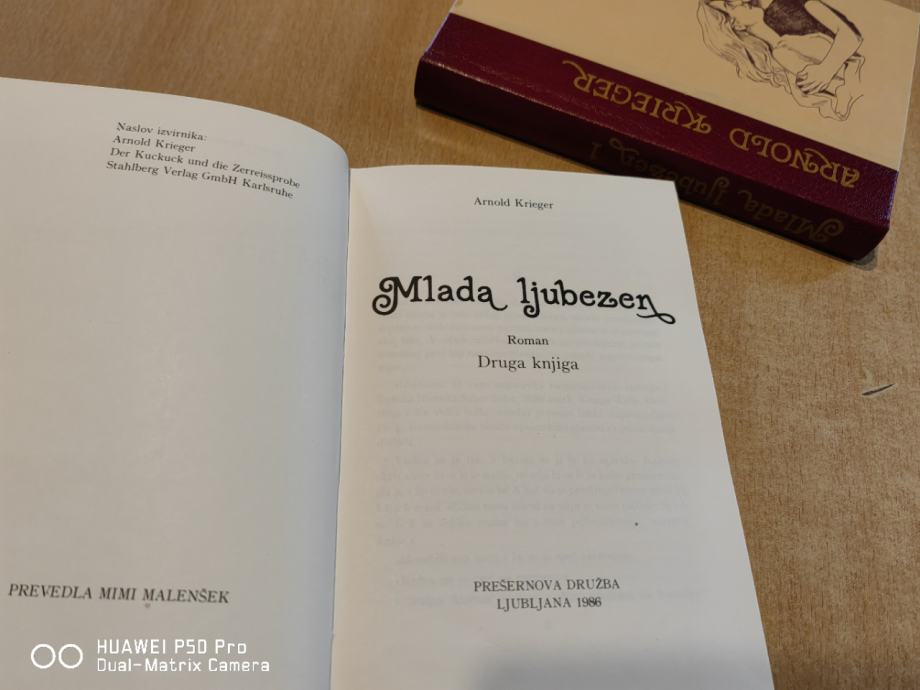 Naslov izvirnika:
Arnold Krieger
Der Kuckuck und die Zerreissprobe
Stahlberg Verlag GmbH Karlsruhe
PREVEDLA MIMI MALENŠEK
Arnold Krieger
Mlada ljubezen
Roman
Druga knjiga
PREŠERNOVA DRUŽBA
LJUBLJANA 1986
ARNOLD KRIEGER
Mlada ljubezen 1
HUAWEI P50 Pro
Dual-Matrix Camera